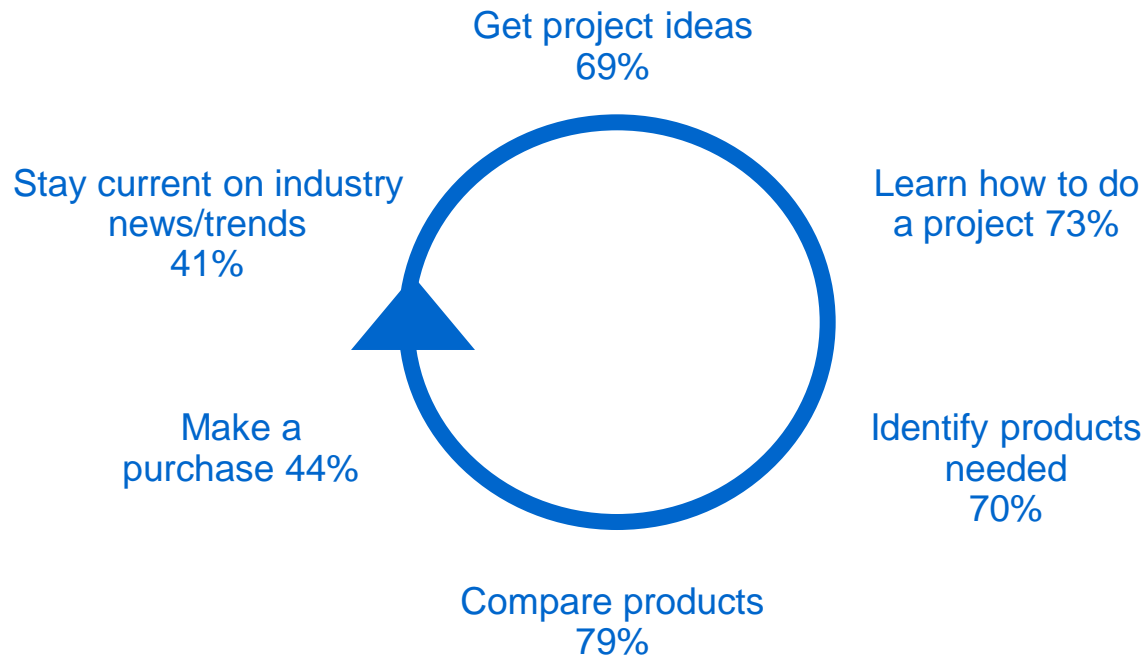 Get project ideas
69%
Learn how to do
a project 73%
Identify products
needed
70%
Compare products
79%
Make a
purchase 44%
Stay current on industry
news/trends
41%